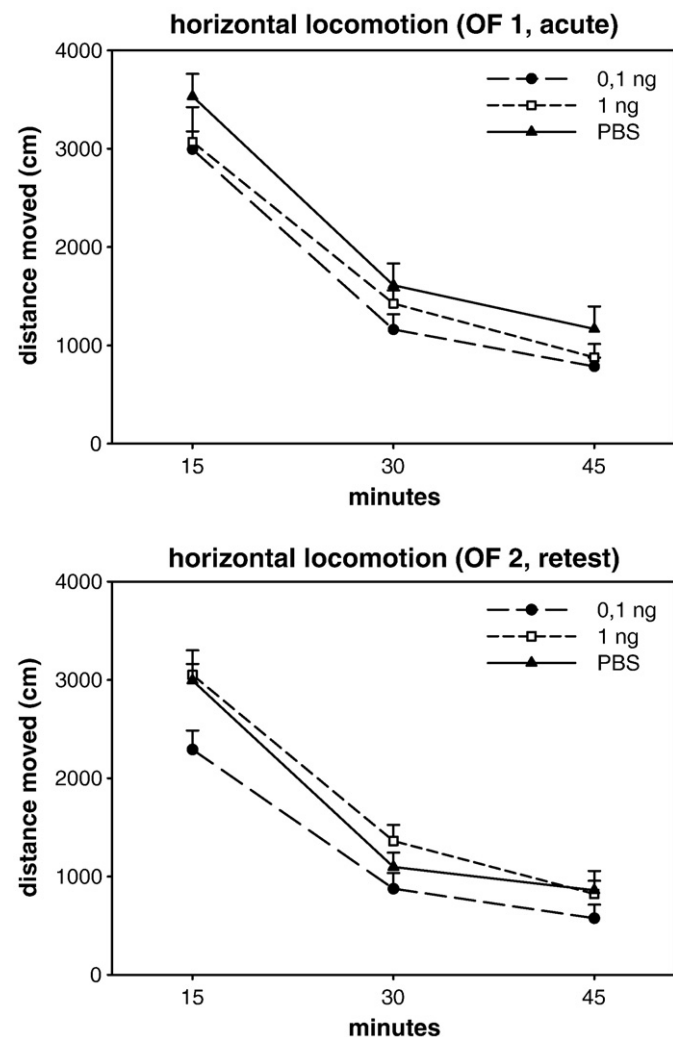 horizontal locomotion (OF 1, acute)
4000
3000
2000
1000
0
distance moved (cm)
0,1 ng
1 ng
PBS
15 30 45
minutes
horizontal locomotion (OF 2, retest)
4000
3000
2000
1000
0
distance moved (cm)
0,1 ng
1 ng
PBS
15 30 45
minutes